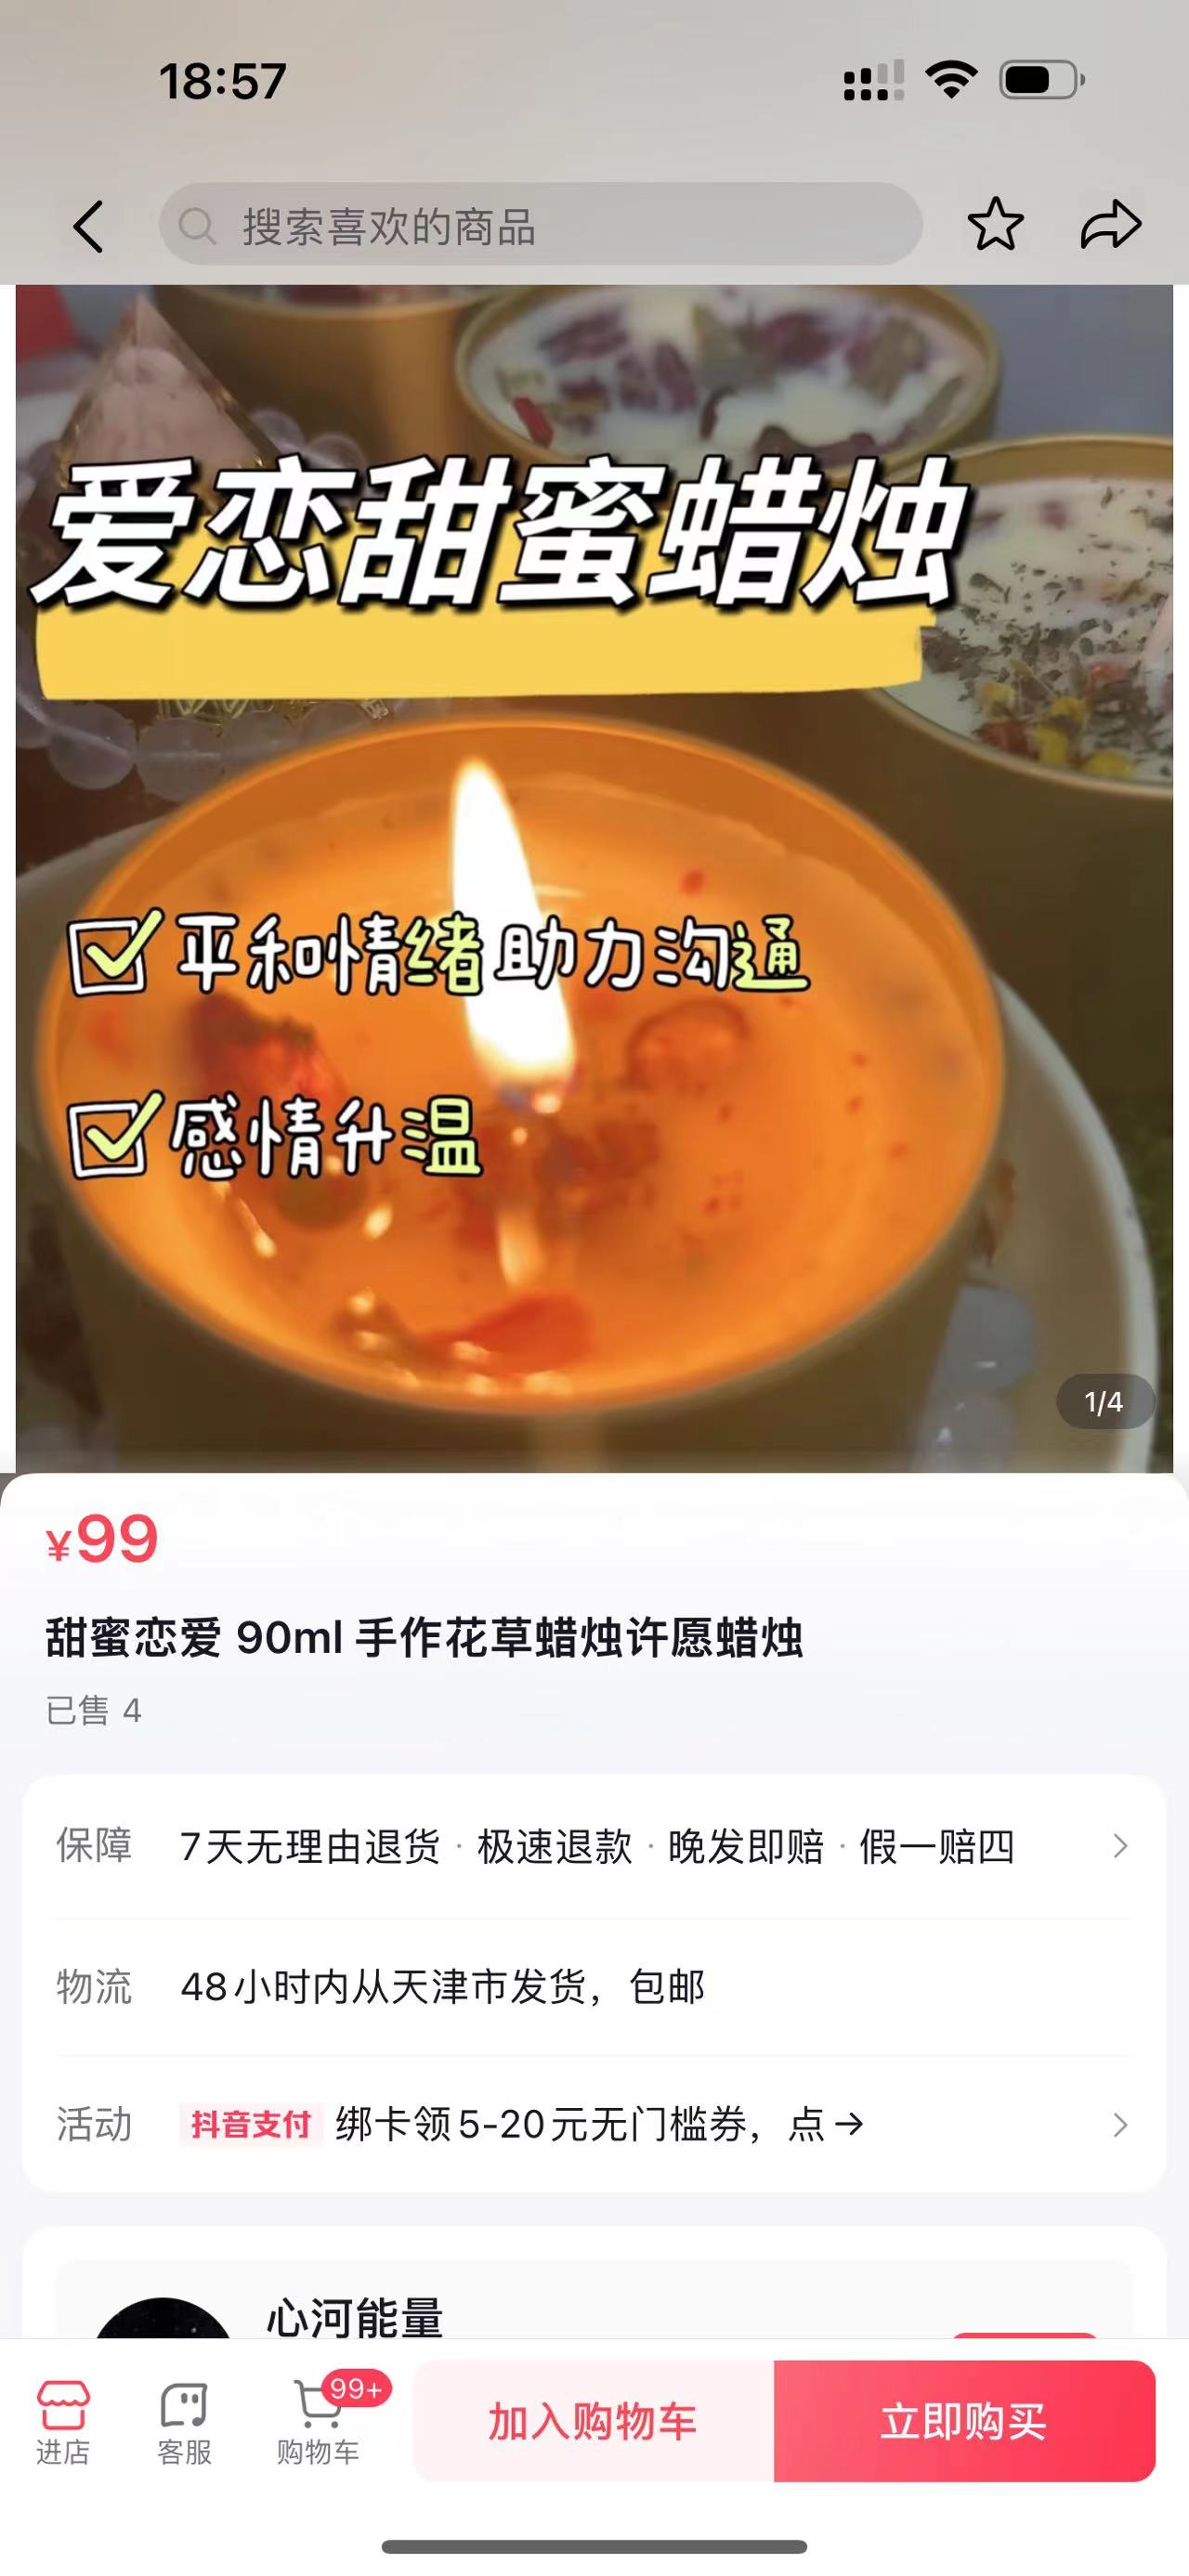 18:57
搜索喜欢的商品
爱恋甜蜜蜡烛
平和情绪助力沟通
感情升温
1/4
¥99
甜蜜恋爱 90ml 手作花草蜡烛许愿蜡烛
已售 4
保障 7天无理由退货 · 极速退款 · 晚发即赔 · 假一赔四
物流 48小时内从天津市发货，包邮
活动 抖音支付 绑卡领5-20元无门槛券，点→
心河能量
99+
进店 客服 购物车 加入购物车 立即购买